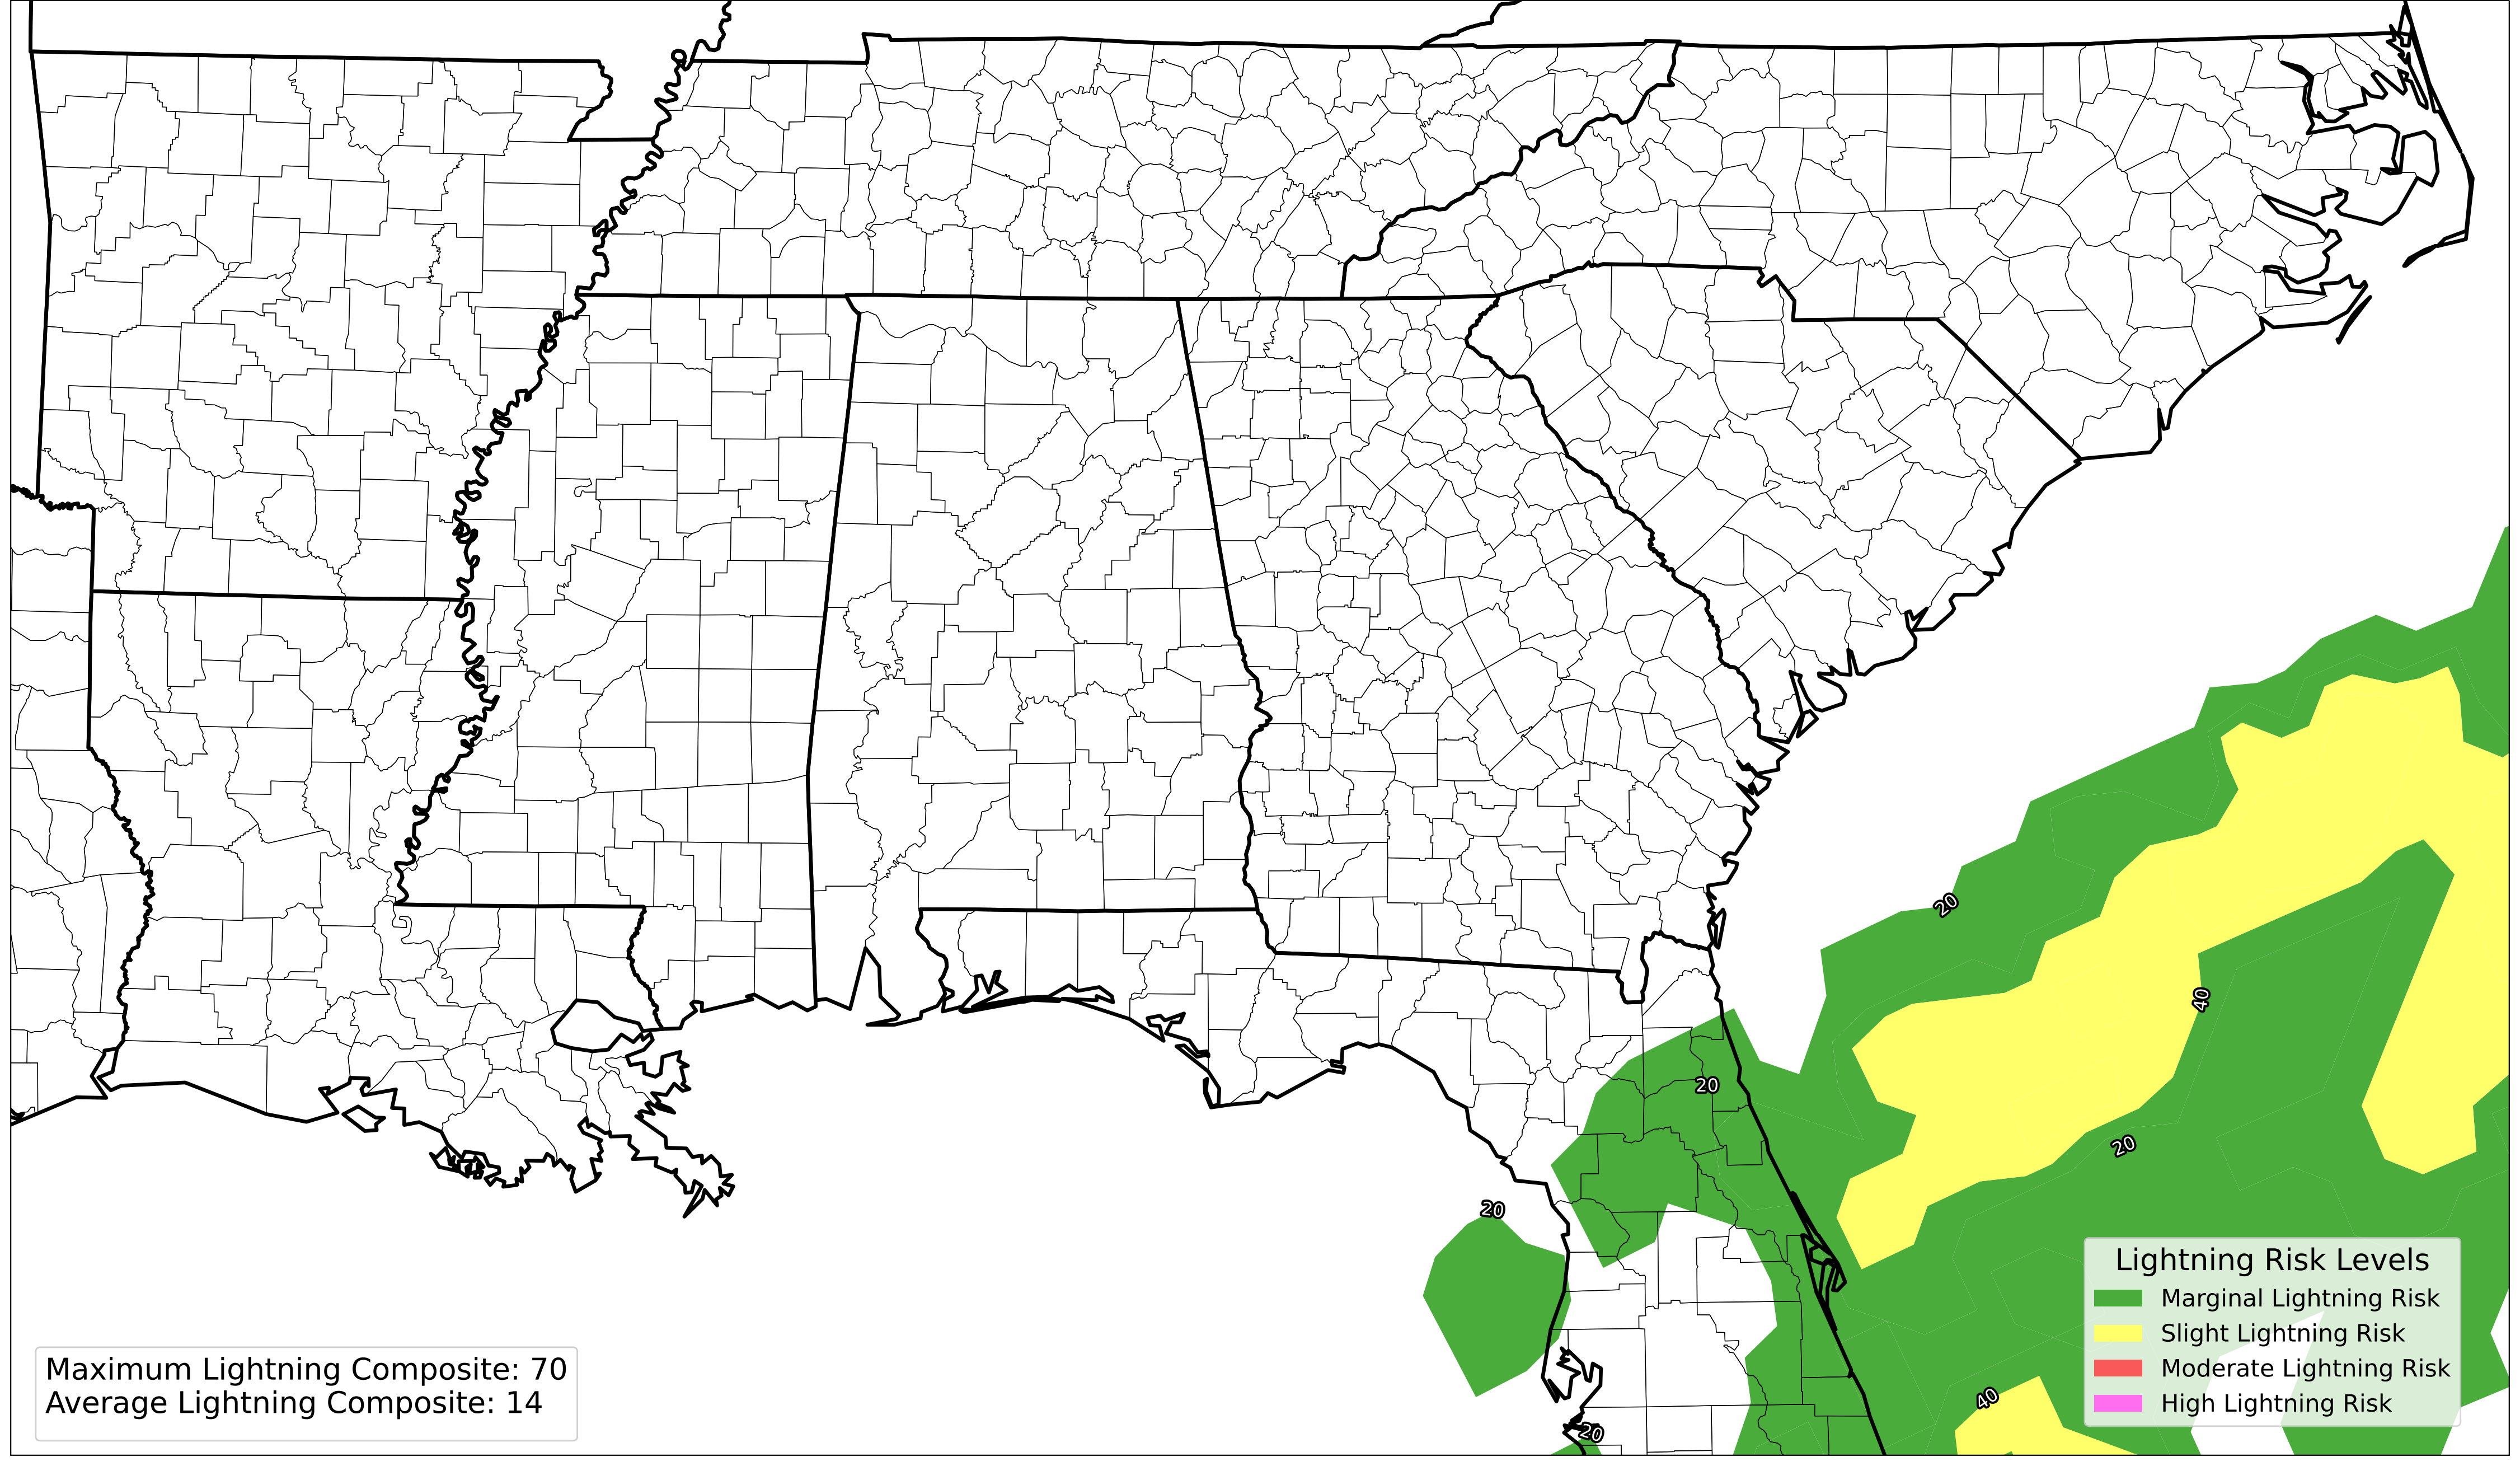 20
40
20
20
20
40
20
Lightning Risk Levels
Marginal Lightning Risk
Slight Lightning Risk
Moderate Lightning Risk
High Lightning Risk
Maximum Lightning Composite: 70
Average Lightning Composite: 14